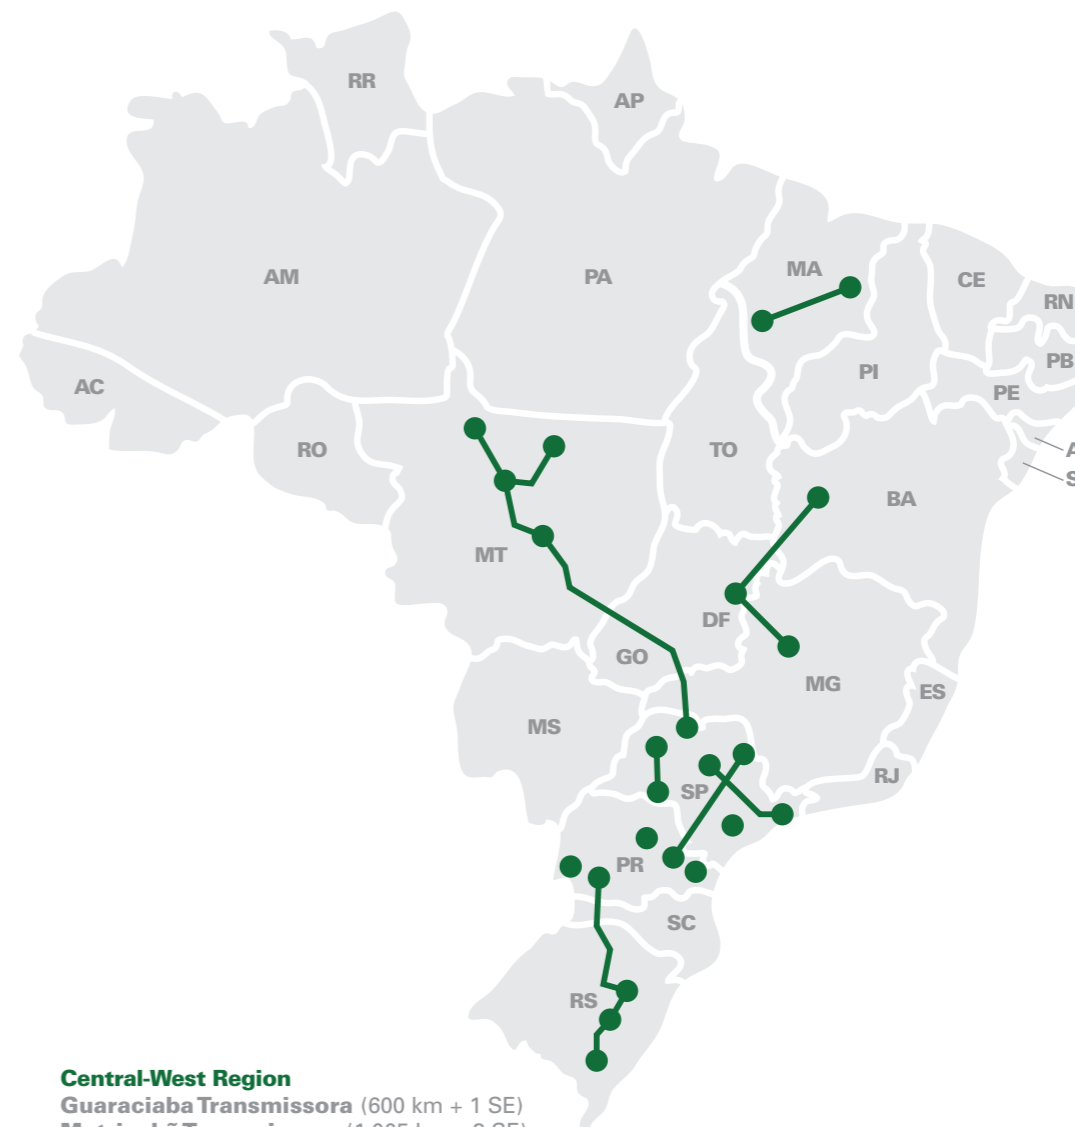 RR
AP
AM
PA
MA
CE
RN
PB
PI
PE
AC
RO
TO
BA
MT
DF
GO
MG
ES
MS
RJ
SP
PR
SC
RS
Central-West Region
Guaraciaba Transmissora (600 km + 1 SE)